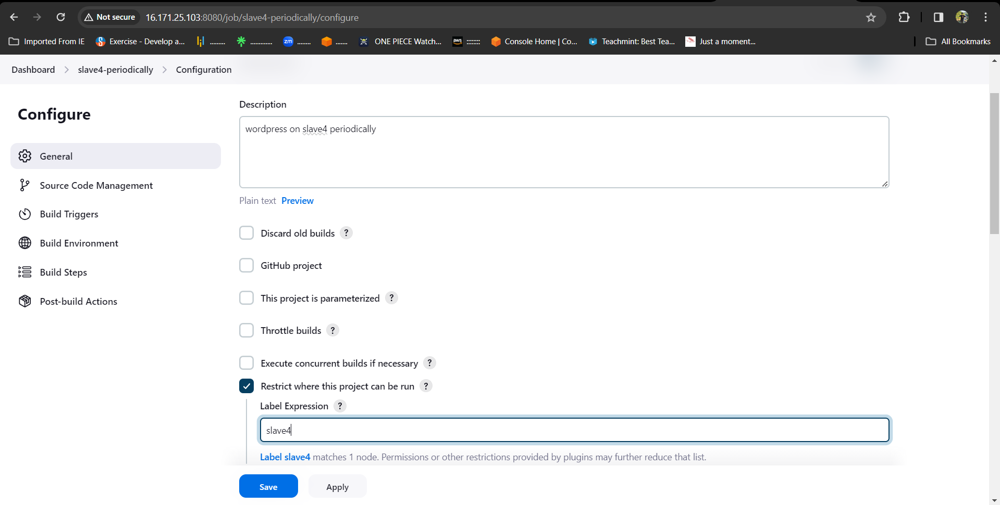 Not secure
16.171.25.103:8080/job/slave4-periodically/configure
Imported From IE
Exercise - Develop a...
.........
.............
zm
........
.......
ONE PIECE Watch...
aws
::::::::
Console Home | Co...
Teachmint: Best Tea...
Just a moment...
All Bookmarks
Dashboard
slave4-periodically
Configuration
Configure
General
Source Code Management
Build Triggers
Build Environment
Build Steps
Post-build Actions
Description
wordpress on slave4 periodically
Plain text Preview
Discard old builds ?
GitHub project
This project is parameterized ?
Throttle builds ?
Execute concurrent builds if necessary ?
Restrict where this project can be run ?
Label Expression ?
slave4
Label slave4 matches 1 node. Permissions or other restrictions provided by plugins may further reduce that list.
Save
Apply